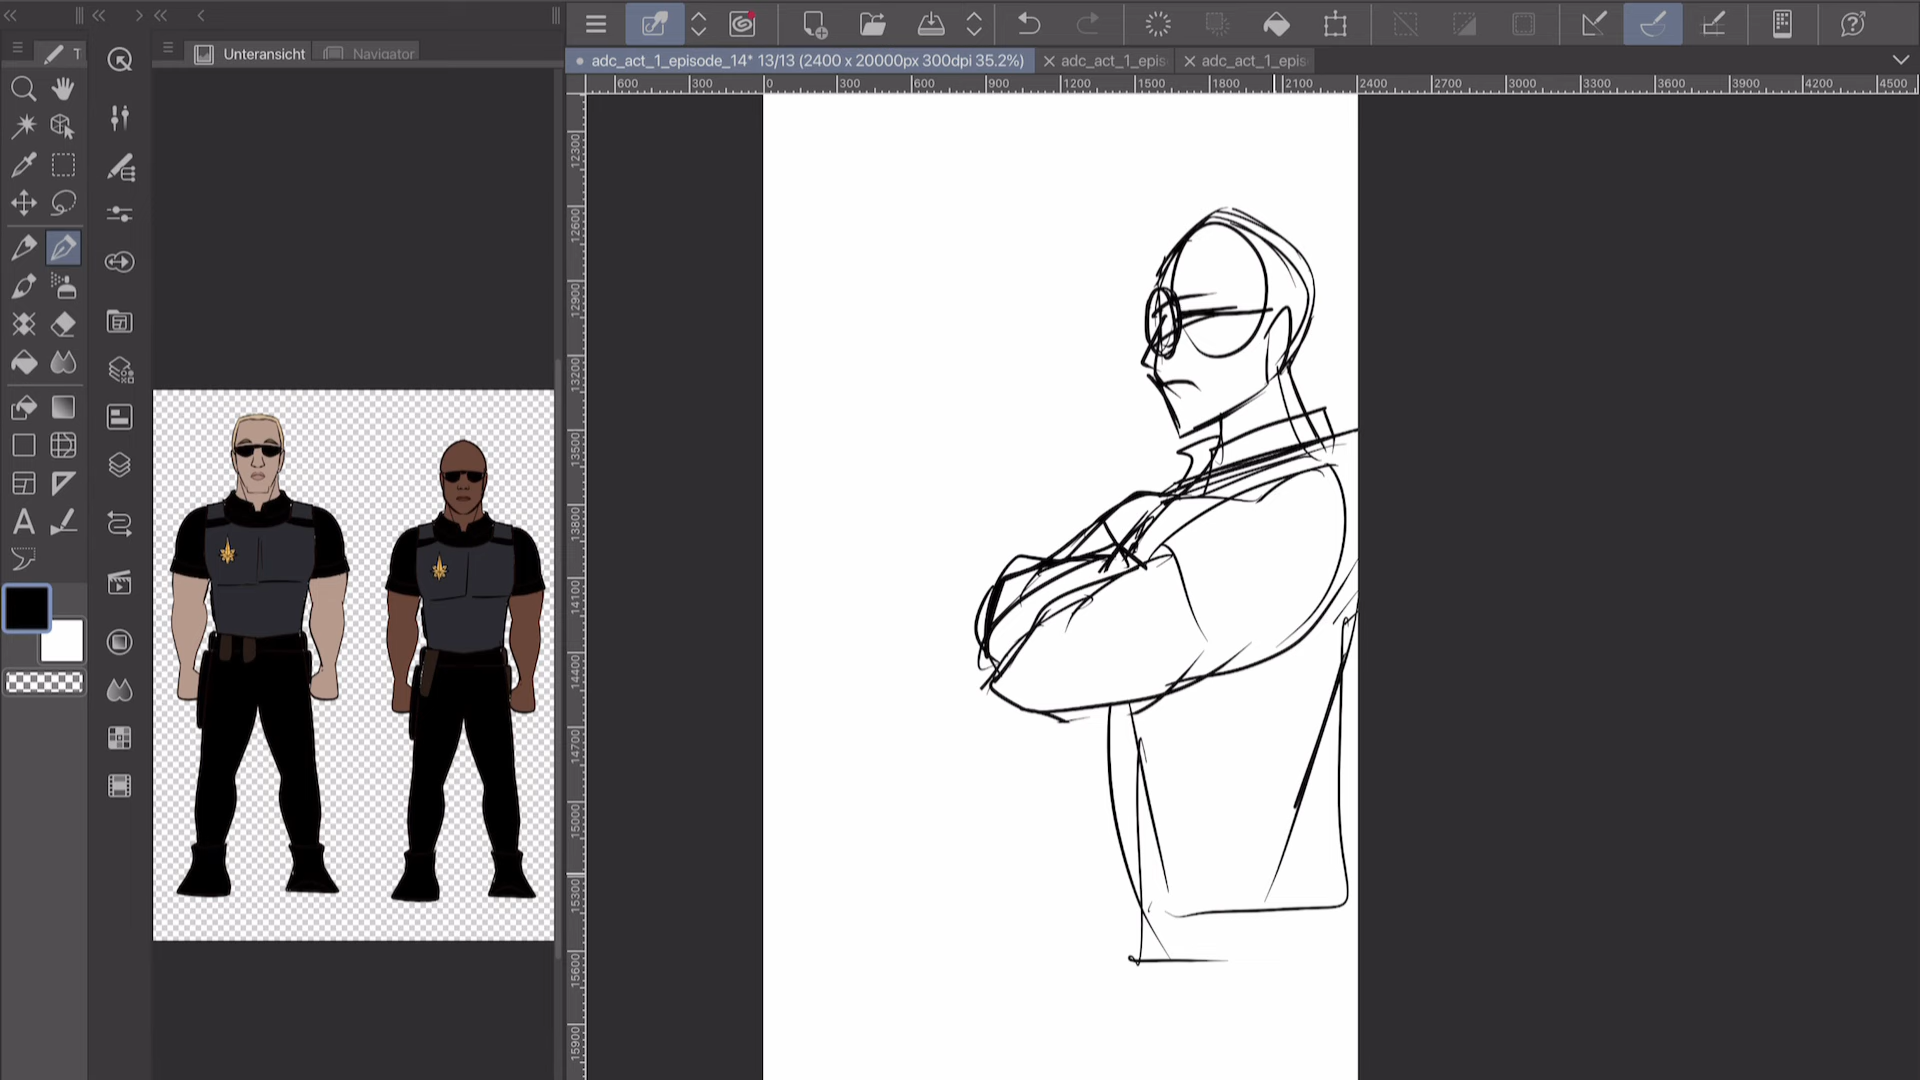 T
Unteransicht
Navigator
adc_act_1_episode_14* 13/13 (2400 x 20000px 300dpi 35.2%)
adc_act_1_epis
adc_act_1_epis
600 300 0 300 600 900 1200 1500 1800 2100 2400 2700 3000 3300 3600 3900 4200 4500
12300
12600
12900
13200
13500
13800
14100
14400
14700
15000
15300
15600
15900
A